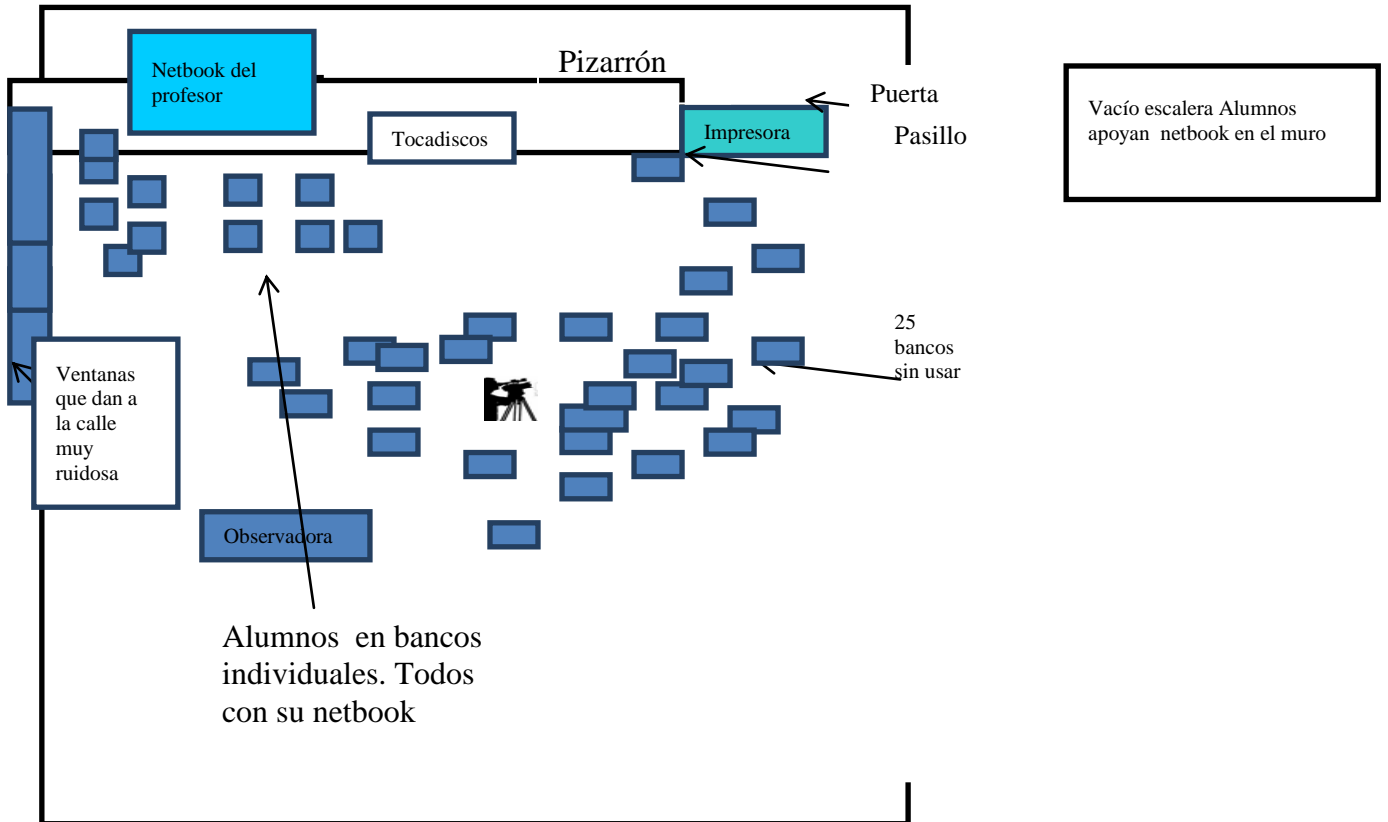 Netbook del
profesor
Pizarrón
Tocadiscos
Impresora
Puerta
Pasillo
Vacío escalera Alumnos
apoyan netbook en el muro
25
bancos
sin usar
Ventanas
que dan a
la calle
muy
ruidosa
Observadora
Alumnos en bancos
individuales. Todos
con su netbook